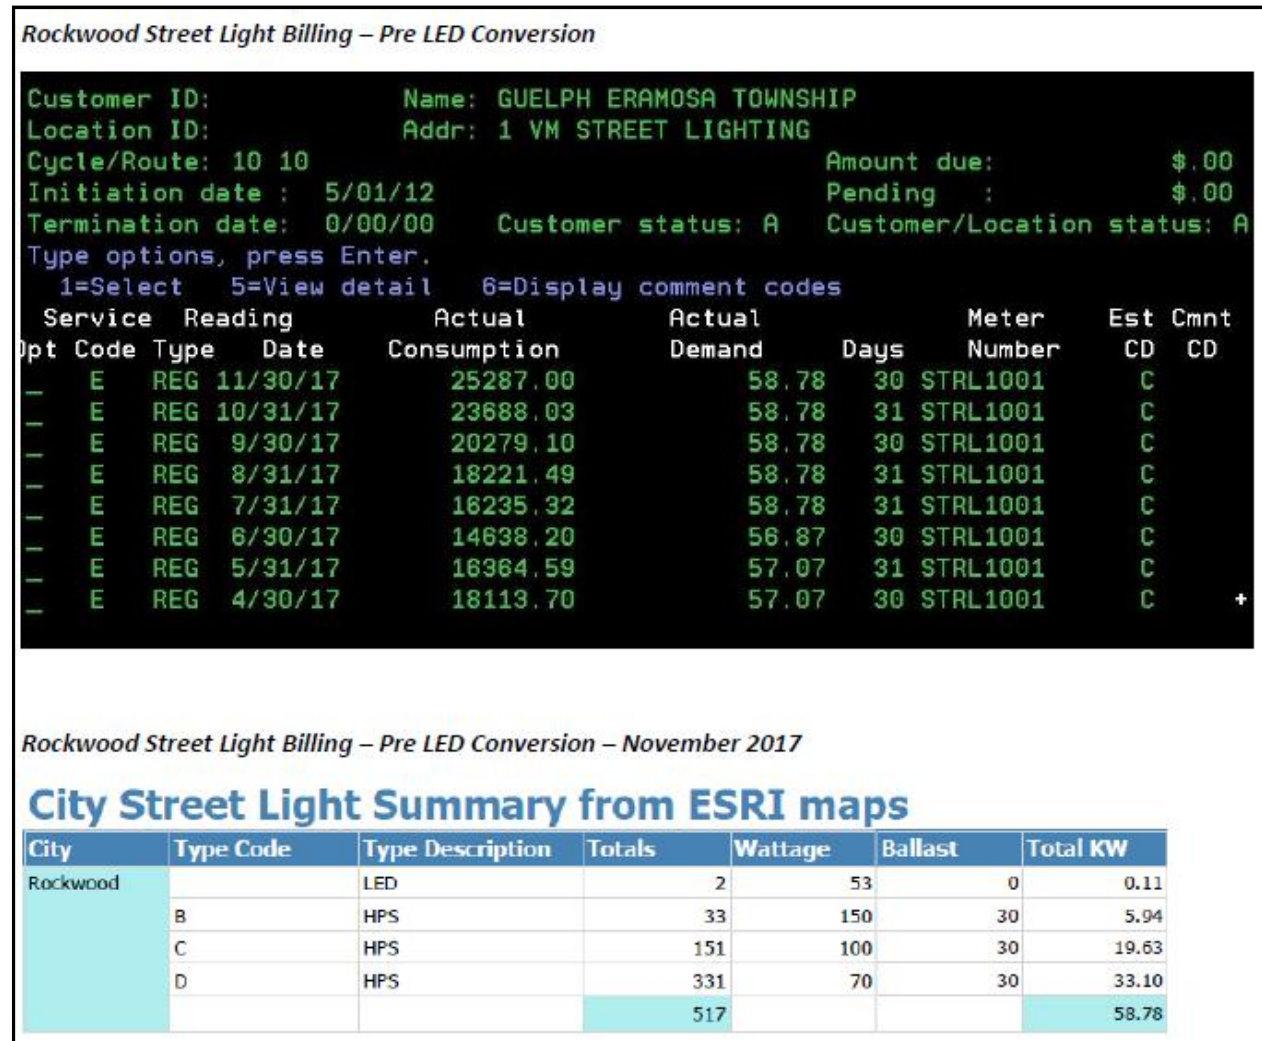 Rockwood Street Light Billing – Pre LED Conversion
Customer ID: Name: GUELPH ERAMOSA TOWNSHIP
Location ID: Addr: 1 VM STREET LIGHTING
Cycle/Route: 10 10 Amount due: $.00
Initiation date : 5/01/12 Pending : $.00
Termination date: 0/00/00 Customer status: A Customer/Location status: A
Type options, press Enter.
1=Select 5=View detail 6=Display comment codes
Service Reading Actual Actual Meter Est Cmnt
Opt Code Type Date Consumption Demand Days Number CD CD
_ E REG 11/30/17 25287.00 58.78 30 STRL1001 C
_ E REG 10/31/17 23688.03 58.78 31 STRL1001 C
_ E REG 9/30/17 20279.10 58.78 30 STRL1001 C
_ E REG 8/31/17 18221.49 58.78 31 STRL1001 C
_ E REG 7/31/17 16235.32 58.78 31 STRL1001 C
_ E REG 6/30/17 14638.20 56.87 30 STRL1001 C
_ E REG 5/31/17 16364.59 57.07 31 STRL1001 C
_ E REG 4/30/17 18113.70 57.07 30 STRL1001 C +
Rockwood Street Light Billing – Pre LED Conversion – November 2017
City Street Light Summary from ESRI maps
City Type Code Type Description Totals Wattage Ballast Total KW
Rockwood LED 2 53 0 0.11
B HPS 33 150 30 5.94
C HPS 151 100 30 19.63
D HPS 331 70 30 33.10
517 58.78